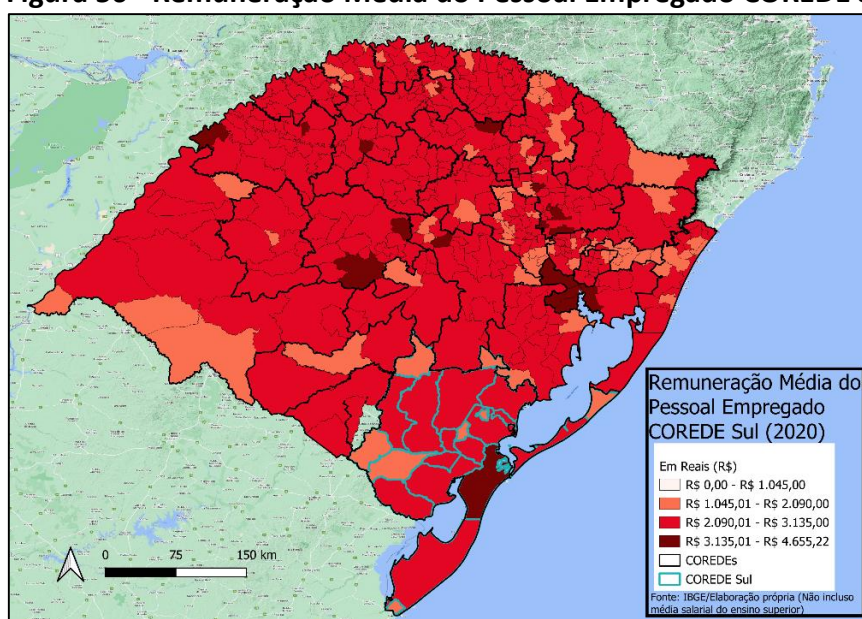 Figura 50 - Remuneração Média do Pessoal Empregado COREDE S
Remuneração Média do
Pessoal Empregado
COREDE Sul (2020)
Em Reais (R$)
R$ 0,00 - R$ 1.045,00
R$ 1.045,01 - R$ 2.090,00
R$ 2.090,01 - R$ 3.135,00
R$ 3.135,01 - R$ 4.655,22
COREDEs
COREDE Sul
Fonte: IBGE/Elaboração própria (Não incluso
média salarial do ensino superior)
0 75 150 km